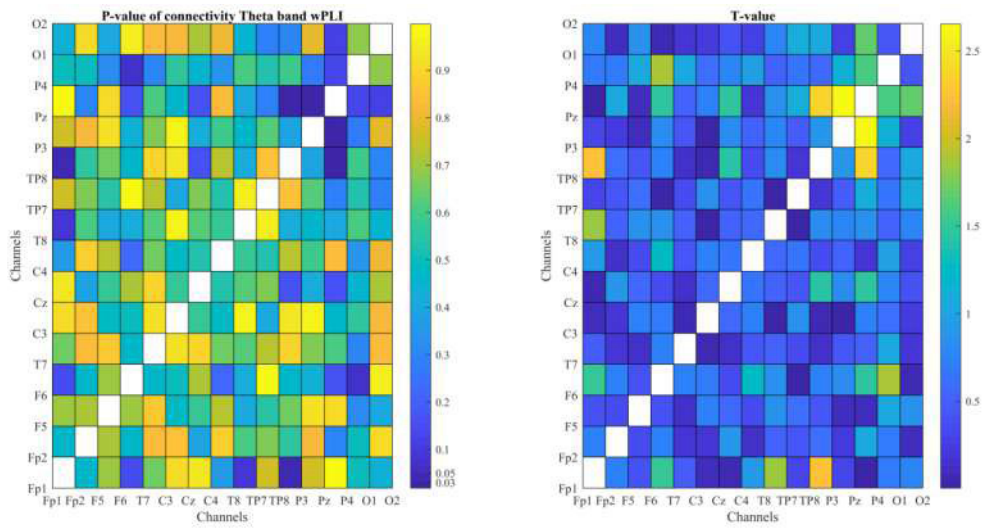 P-value of connectivity Theta band wPLI
O2
O1
P4
Pz
P3
TP8
TP7
T8
C4
Cz
C3
T7
F6
F5
Fp2
Fp1
Channels
Fp1 Fp2 F5 F6 T7 C3 Cz C4 T8 TP7 TP8 P3 Pz P4 O1 O2
Channels
0.9
0.8
0.7
0.6
0.5
0.4
0.3
0.2
0.1
0.05
0.03
T-value
O2
O1
P4
Pz
P3
TP8
TP7
T8
C4
Cz
C3
T7
F6
F5
Fp2
Fp1
Channels
Fp1 Fp2 F5 F6 T7 C3 Cz C4 T8 TP7 TP8 P3 Pz P4 O1 O2
Channels
2.5
2
1.5
1
0.5